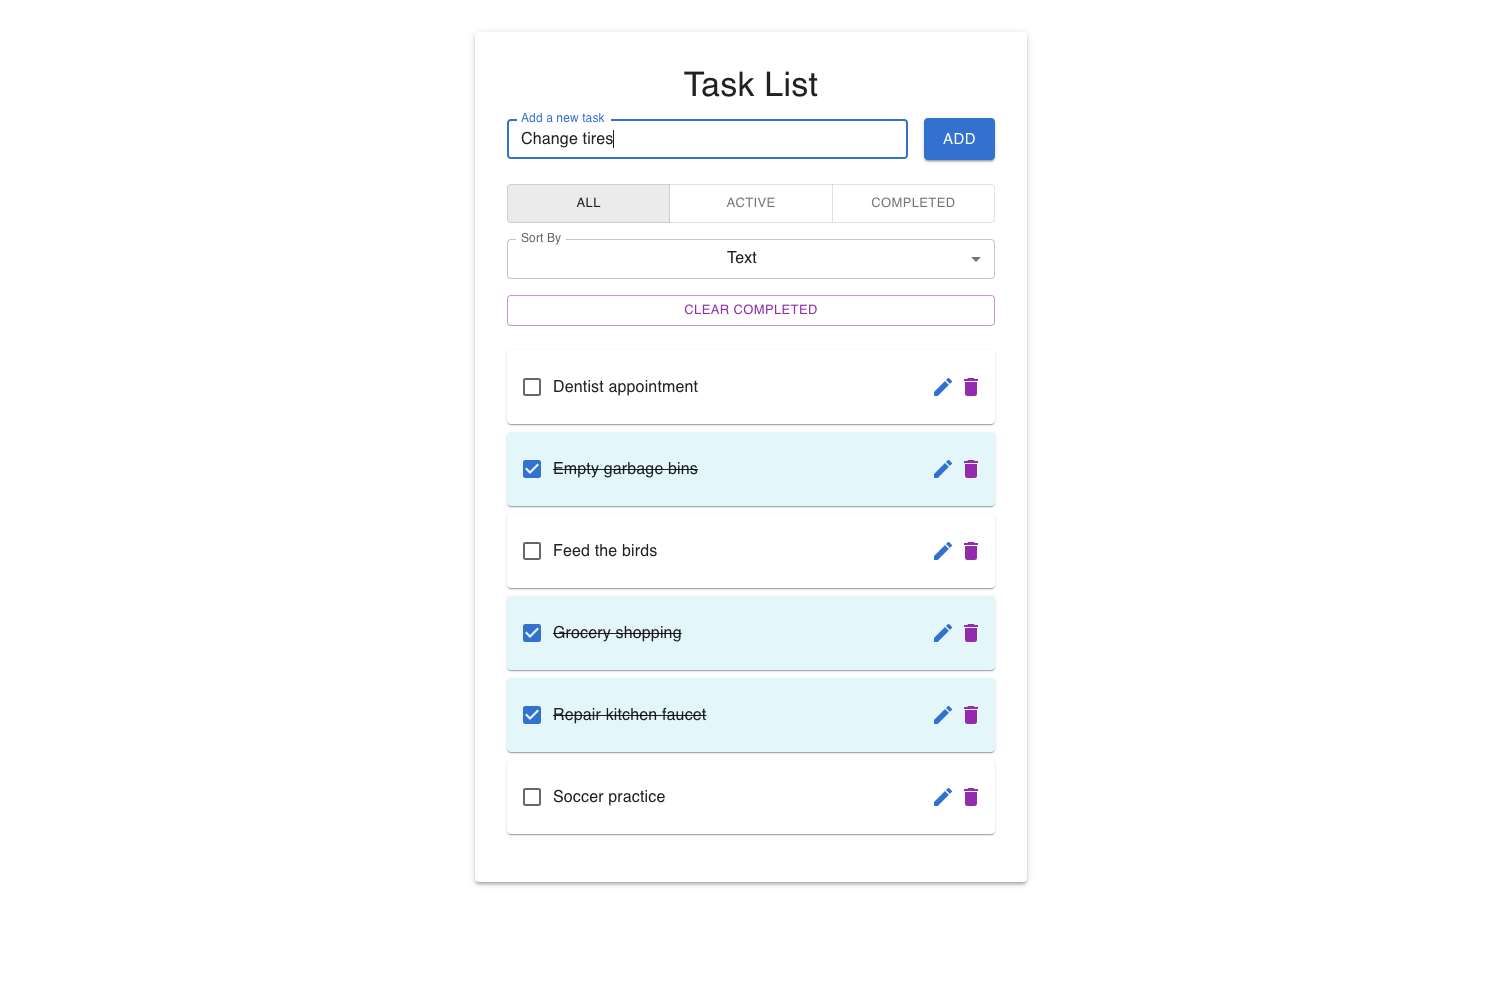 Task List
Add a new task
Change tires
ADD
ALL ACTIVE COMPLETED
Sort By
Text
CLEAR COMPLETED
Dentist appointment
Empty garbage bins
Feed the birds
Grocery shopping
Repair kitchen faucet
Soccer practice